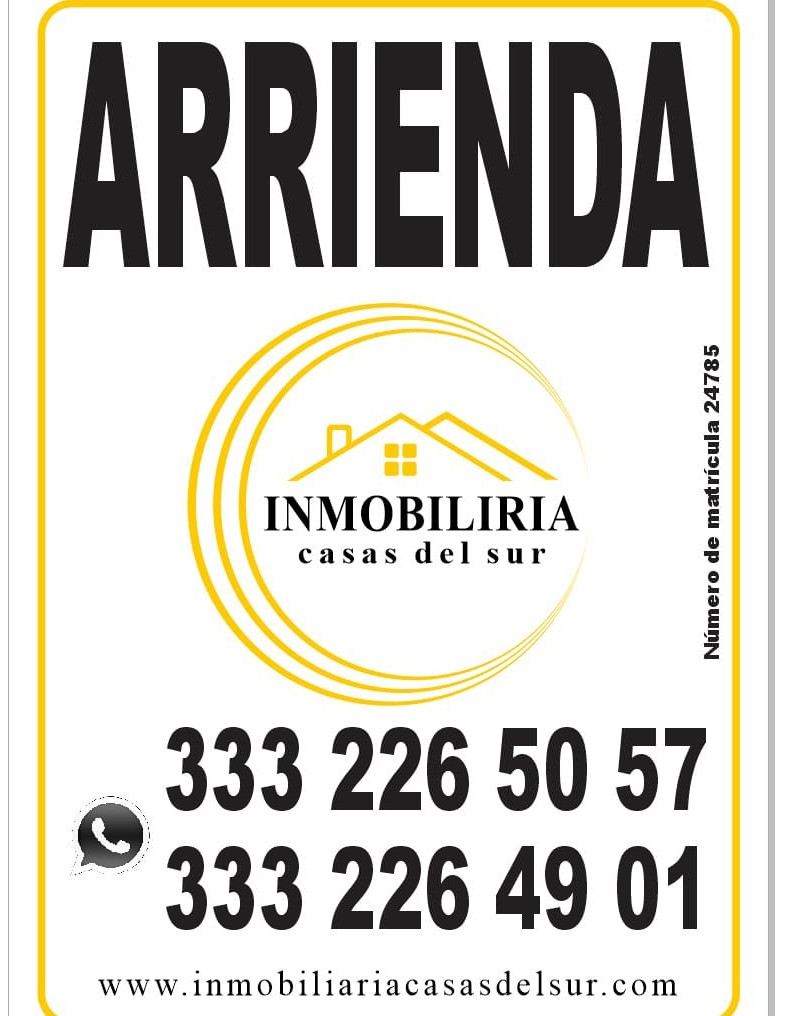 ARRIENDA
INMOBILIRIA
casas del sur
Número de matrícula 24785
333 226 50 57
333 226 49 01
www.inmobiliariacasasdelsur.com